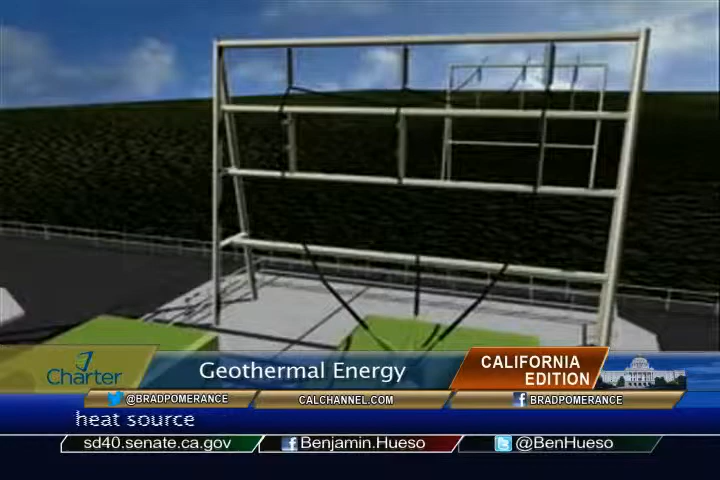 Charter
Geothermal Energy
CALIFORNIA
EDITION
@BRADPOMERANCE
CALCHANNEL.COM
BRADPOMERANCE
heat source
sd40.senate.ca.gov
Benjamin.Hueso
@BenHueso